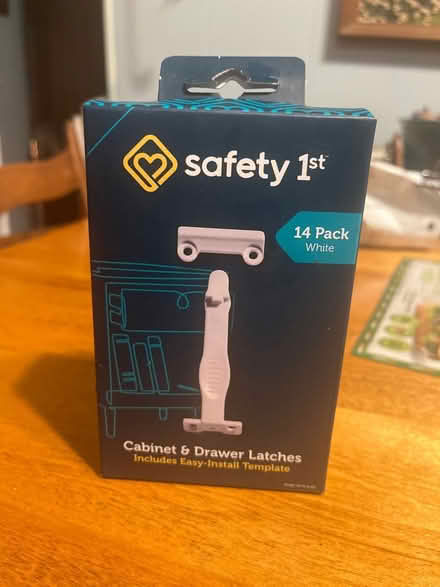 safety 1st
14 Pack
White
Cabinet & Drawer Latches
Includes Easy-Install Template